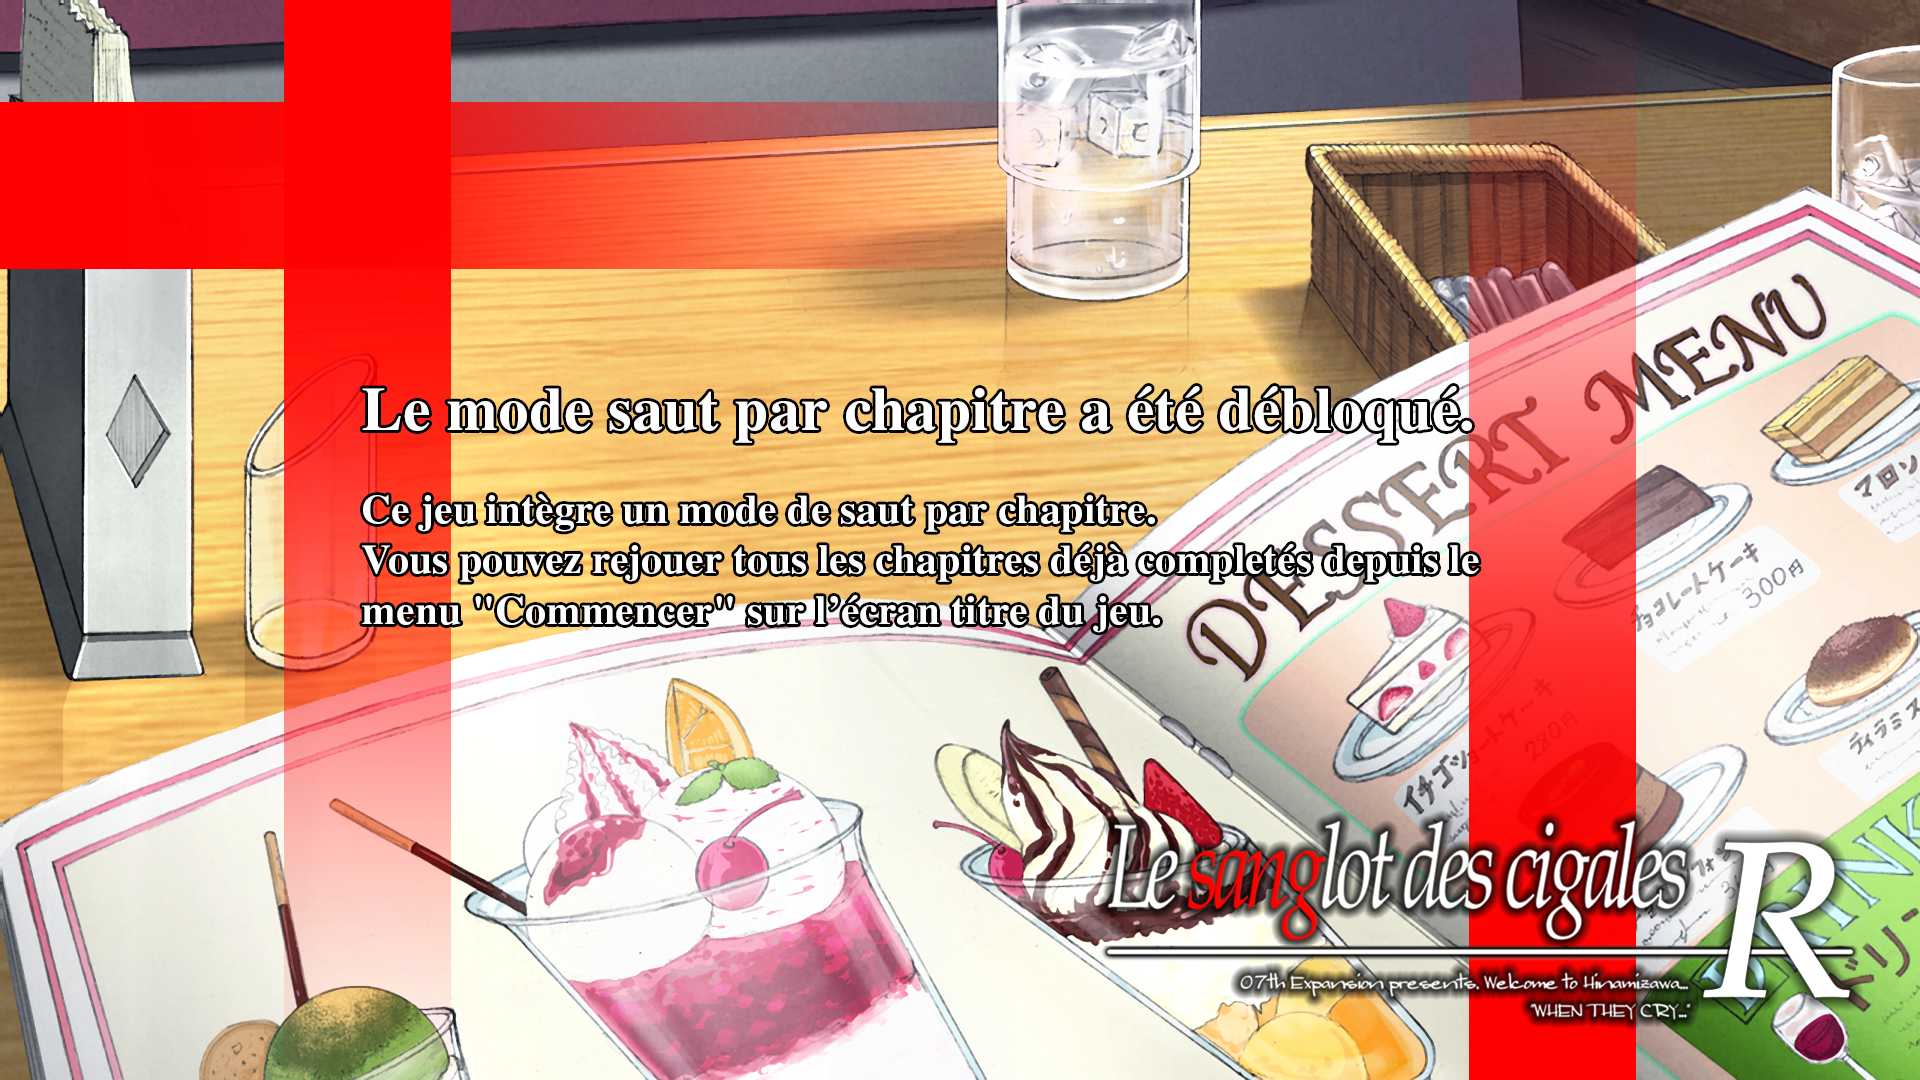 Le mode saut par chapitre a été débloqué.
Ce jeu intègre un mode de saut par chapitre.
Vous pouvez rejouer tous les chapitres déjà completés depuis le
menu "Commencer" sur l’écran titre du jeu.
DESSERT MENU
マロン
チョコレートケーキ
300円
イチゴショートケーキ
280円
ティラミス
Le sanglot des cigales
R
07th Expansion presents. Welcome to Hinamizawa...
"WHEN THEY CRY..."
ドリ